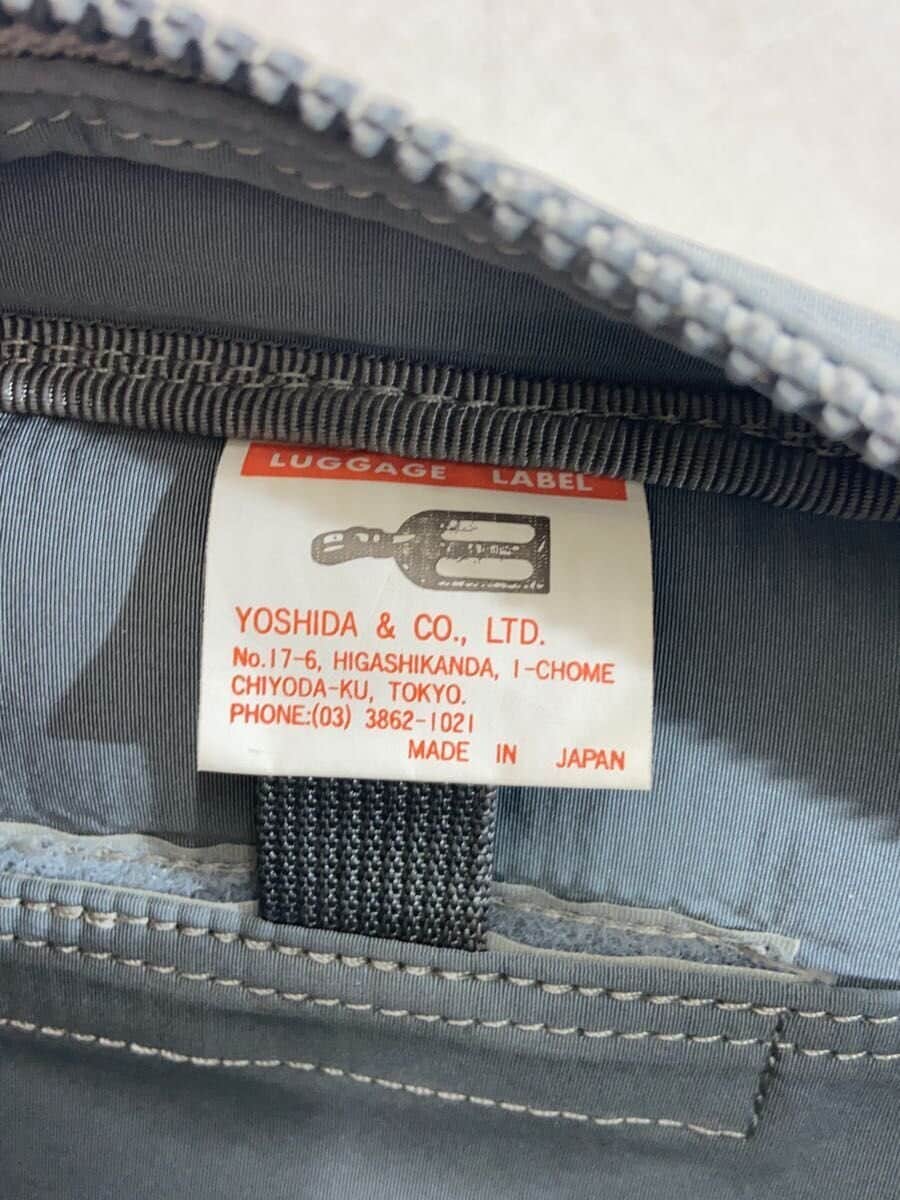 LUGGAGE LABEL
YOSHIDA & CO., LTD.
No.17-6, HIGASHIKANDA, 1-CHOME
CHIYODA-KU, TOKYO.
PHONE:(03) 3862-1021
MADE IN JAPAN